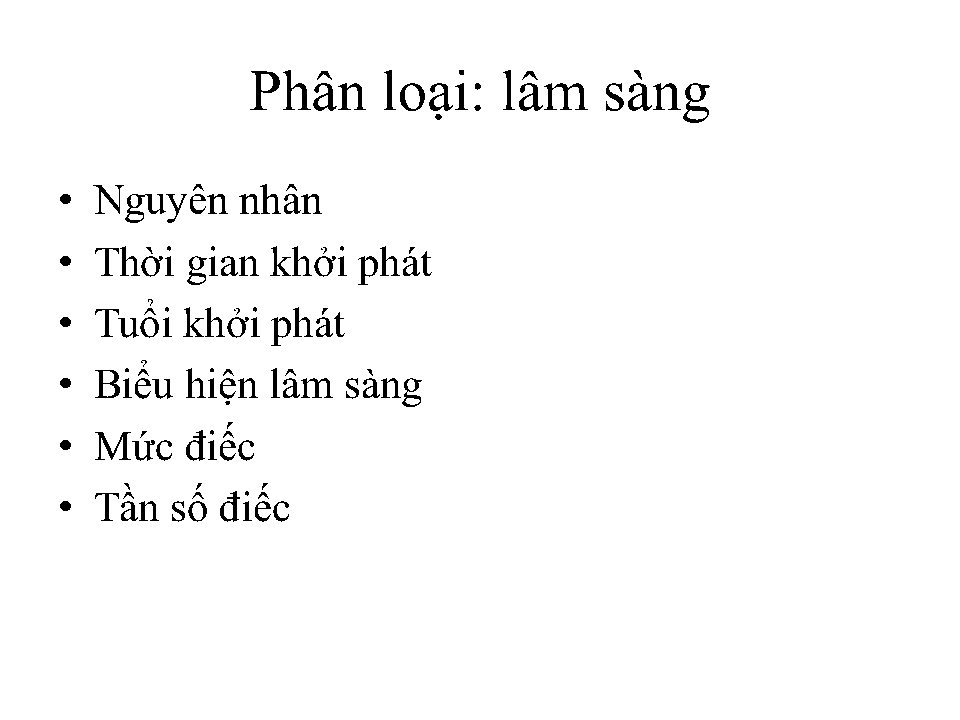 Phân loại: lâm sàng
• Nguyên nhân
• Thời gian khởi phát
• Tuổi khởi phát
• Biểu hiện lâm sàng
• Mức điếc
• Tần số điếc